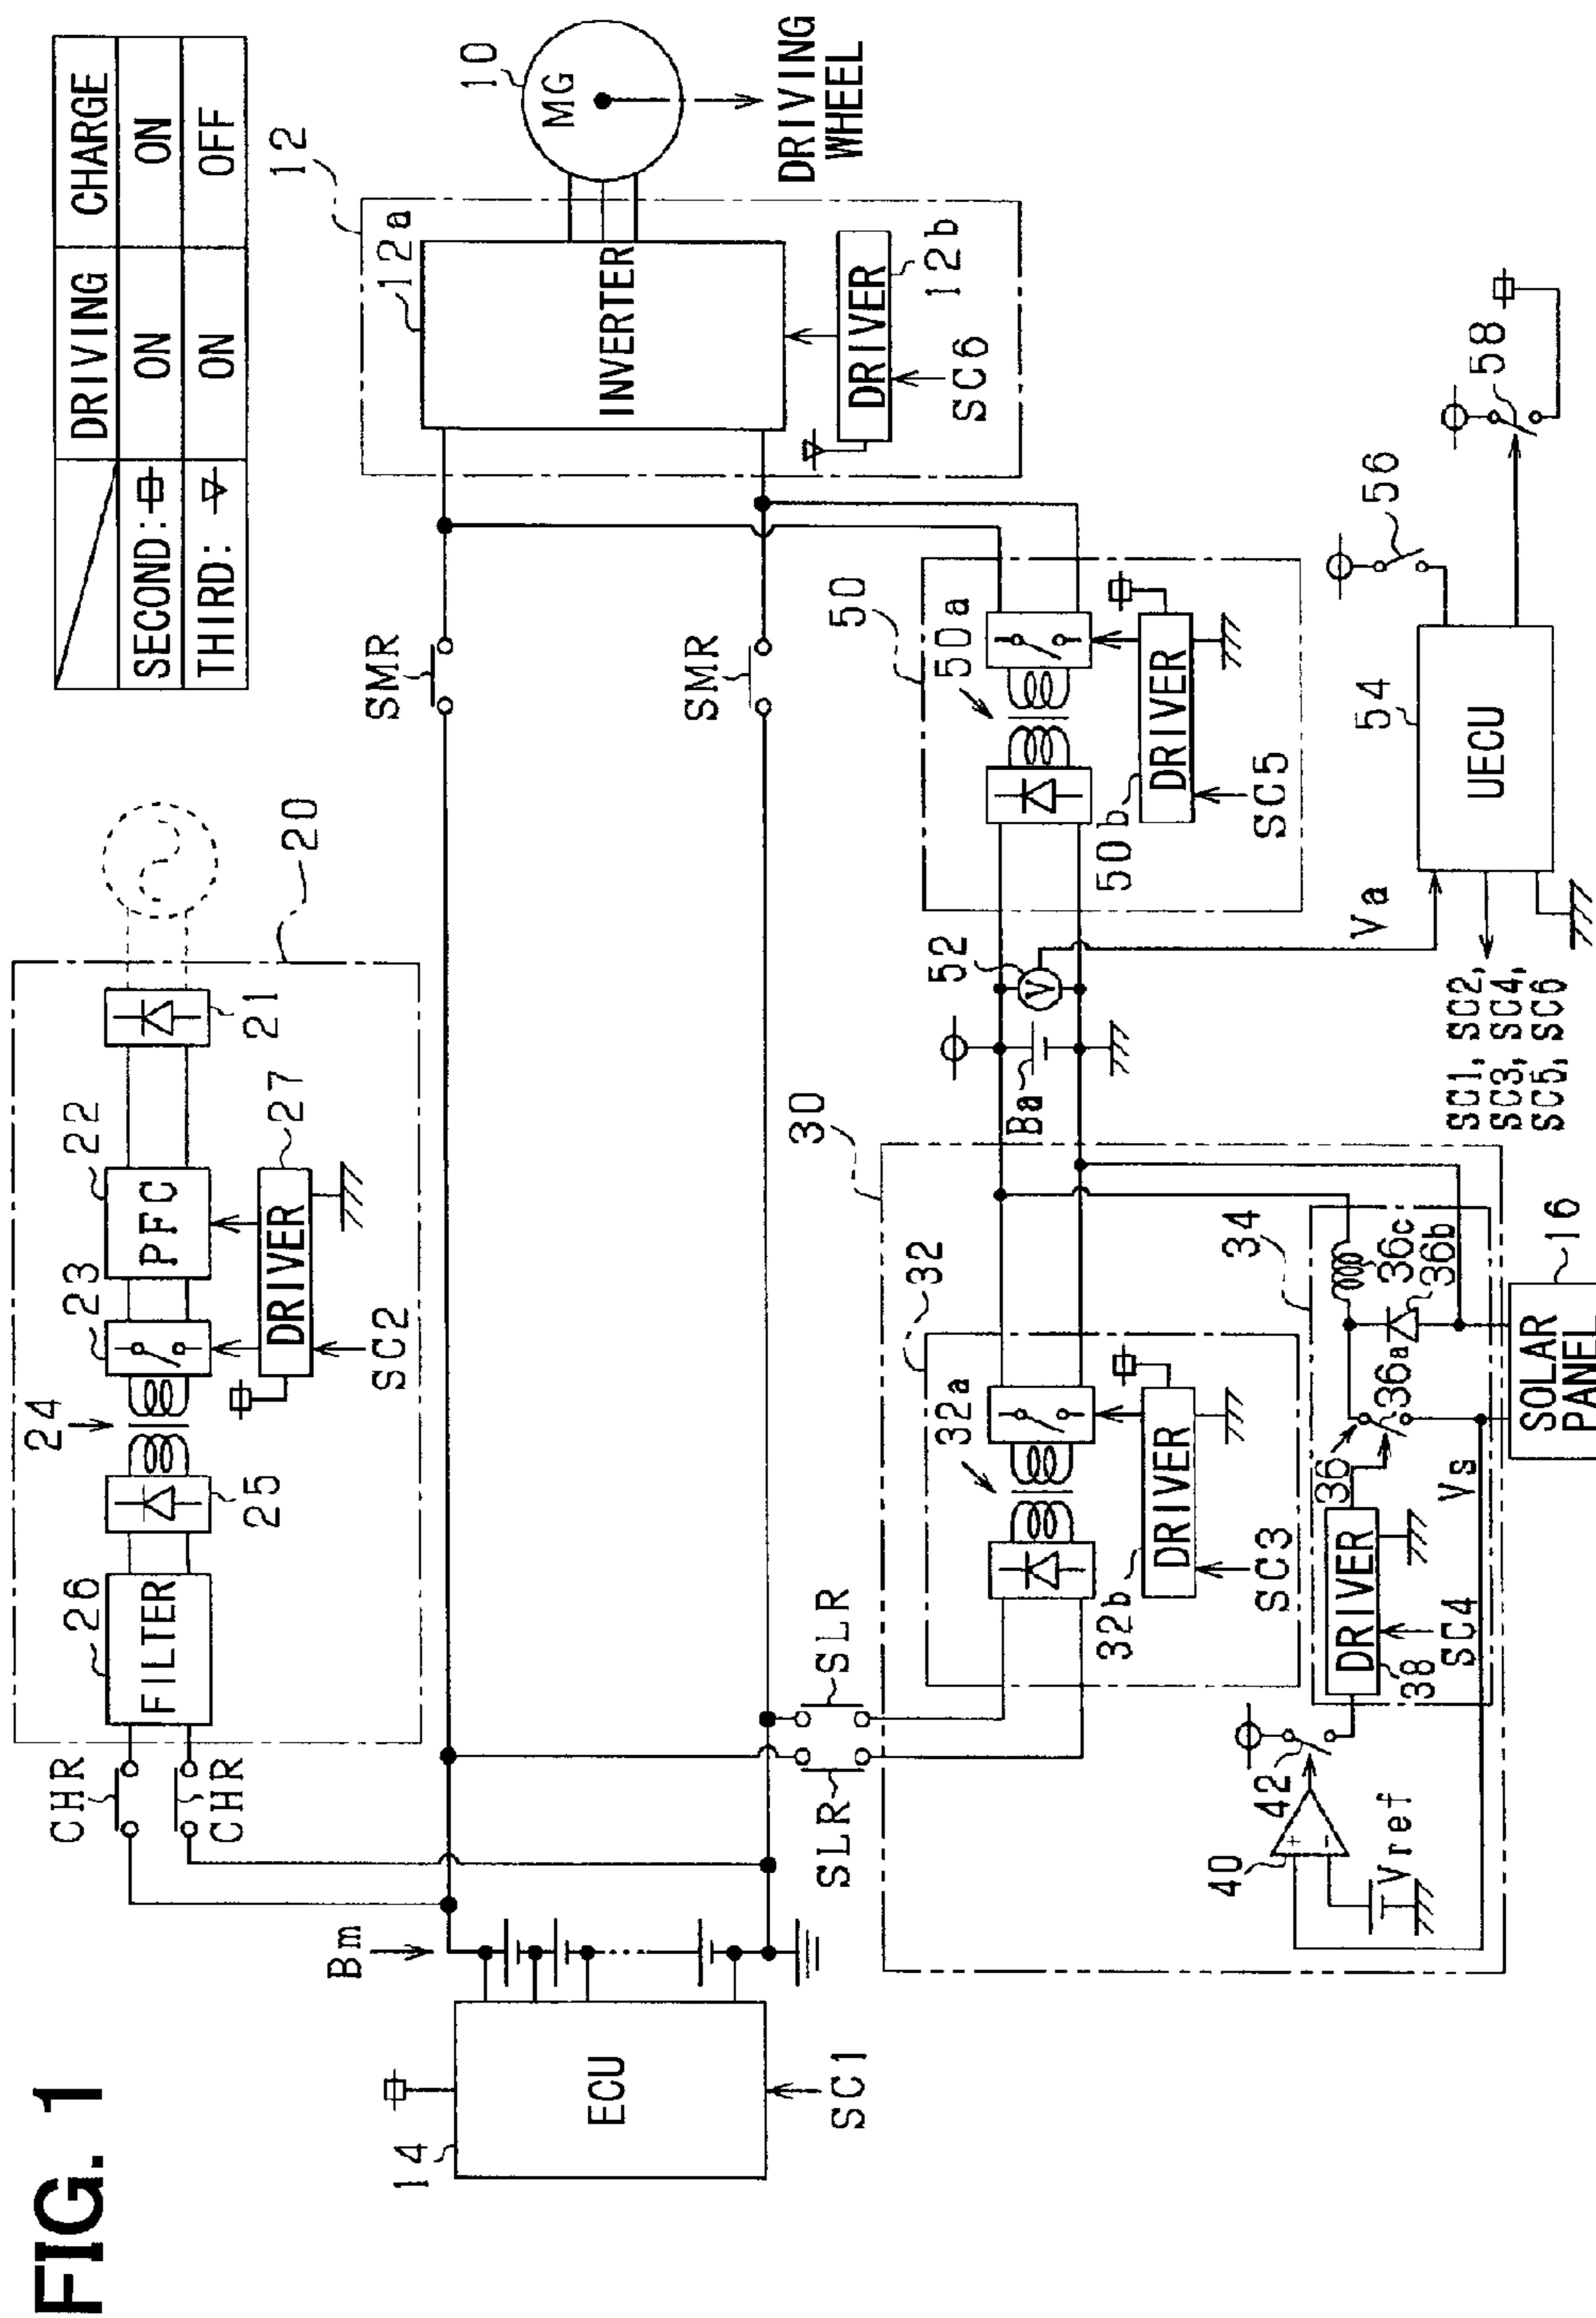 FIG. 1
DRIVING CHARGE
SECOND: ON ON
THIRD: ON OFF
20
26
FILTER
25
24
23
22
PFC
21
27
DRIVER
SC2
CHR
CHR
Bm
14
ECU
SC1
SMR
SMR
12
12a
INVERTER
12b
DRIVER
SC6
10
MG
DRIVING
WHEEL
SLR
SLR
30
32
32a
32b
DRIVER
SC3
34
36
36a
36b
36c
38
DRIVER
SC4
40
42
+
−
Vref
Vs
16
SOLAR
PANEL
Ba
52
V
Va
50
50a
50b
DRIVER
SC5
54
UECU
56
58
SC1, SC2,
SC3, SC4,
SC5, SC6